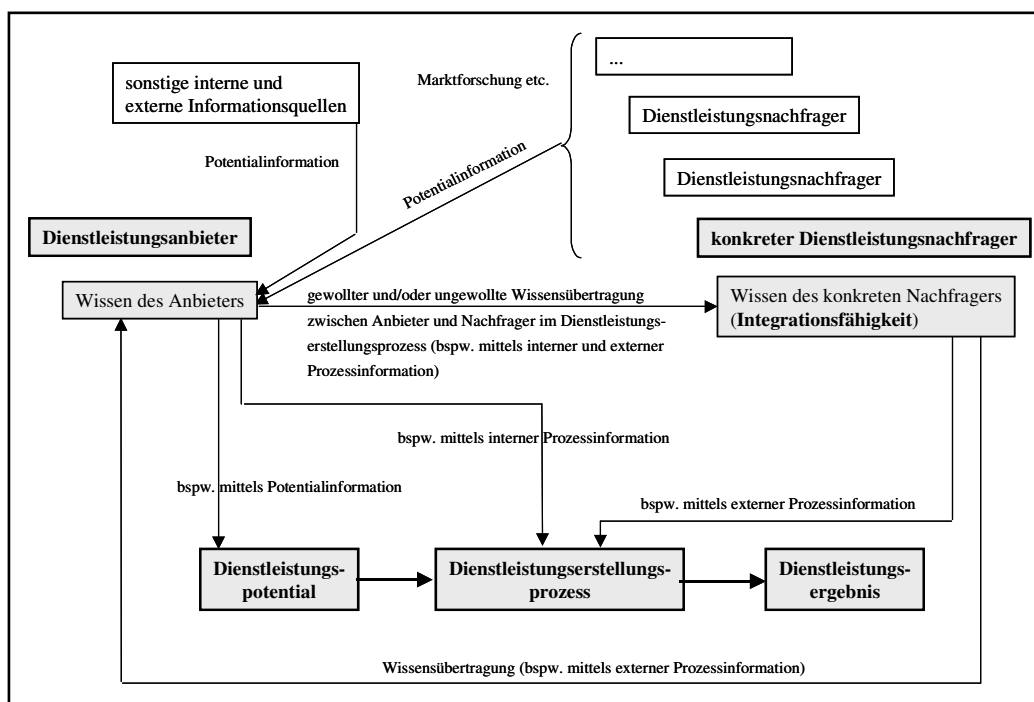 ...
Marktforschung etc.
sonstige interne und
externe Informationsquellen
Dienstleistungsnachfrager
Potentialinformation
Potentialinformation
Dienstleistungsnachfrager
Dienstleistungsanbieter
konkreter Dienstleistungsnachfrager
Wissen des Anbieters
gewollter und/oder ungewollte Wissensübertragung
zwischen Anbieter und Nachfrager im Dienstleistungs-
erstellungsprozess (bspw. mittels interner und externer
Prozessinformation)
Wissen des konkreten Nachfragers
(Integrationsfähigkeit)
bspw. mittels interner Prozessinformation
bspw. mittels Potentialinformation
bspw. mittels externer Prozessinformation
Dienstleistungs-
potential
Dienstleistungserstellungs-
prozess
Dienstleistungs-
ergebnis
Wissensübertragung (bspw. mittels externer Prozessinformation)